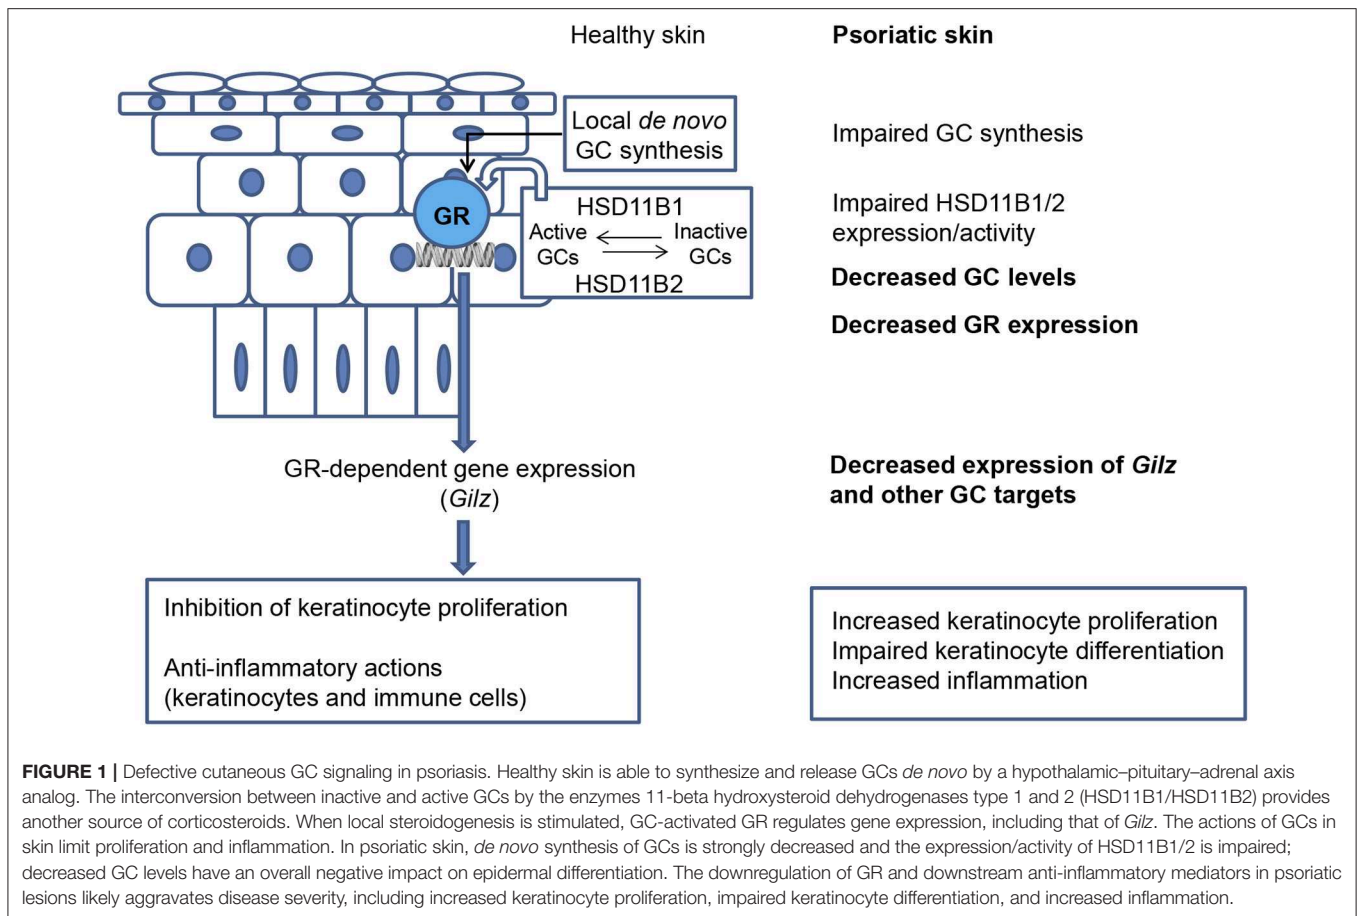 Healthy skin
Psoriatic skin
Local de novo
GC synthesis
Impaired GC synthesis
GR
HSD11B1
Active
GCs
Inactive
GCs
HSD11B2
Impaired HSD11B1/2
expression/activity
Decreased GC levels
Decreased GR expression
GR-dependent gene expression
(Gilz)
Decreased expression of Gilz
and other GC targets
Inhibition of keratinocyte proliferation
Anti-inflammatory actions
(keratinocytes and immune cells)
Increased keratinocyte proliferation
Impaired keratinocyte differentiation
Increased inflammation
FIGURE 1 | Defective cutaneous GC signaling in psoriasis. Healthy skin is able to synthesize and release GCs de novo by a hypothalamic–pituitary–adrenal axis
analog. The interconversion between inactive and active GCs by the enzymes 11-beta hydroxysteroid dehydrogenases type 1 and 2 (HSD11B1/HSD11B2) provides
another source of corticosteroids. When local steroidogenesis is stimulated, GC-activated GR regulates gene expression, including that of Gilz. The actions of GCs in
skin limit proliferation and inflammation. In psoriatic skin, de novo synthesis of GCs is strongly decreased and the expression/activity of HSD11B1/2 is impaired;
decreased GC levels have an overall negative impact on epidermal differentiation. The downregulation of GR and downstream anti-inflammatory mediators in psoriatic
lesions likely aggravates disease severity, including increased keratinocyte proliferation, impaired keratinocyte differentiation, and increased inflammation.